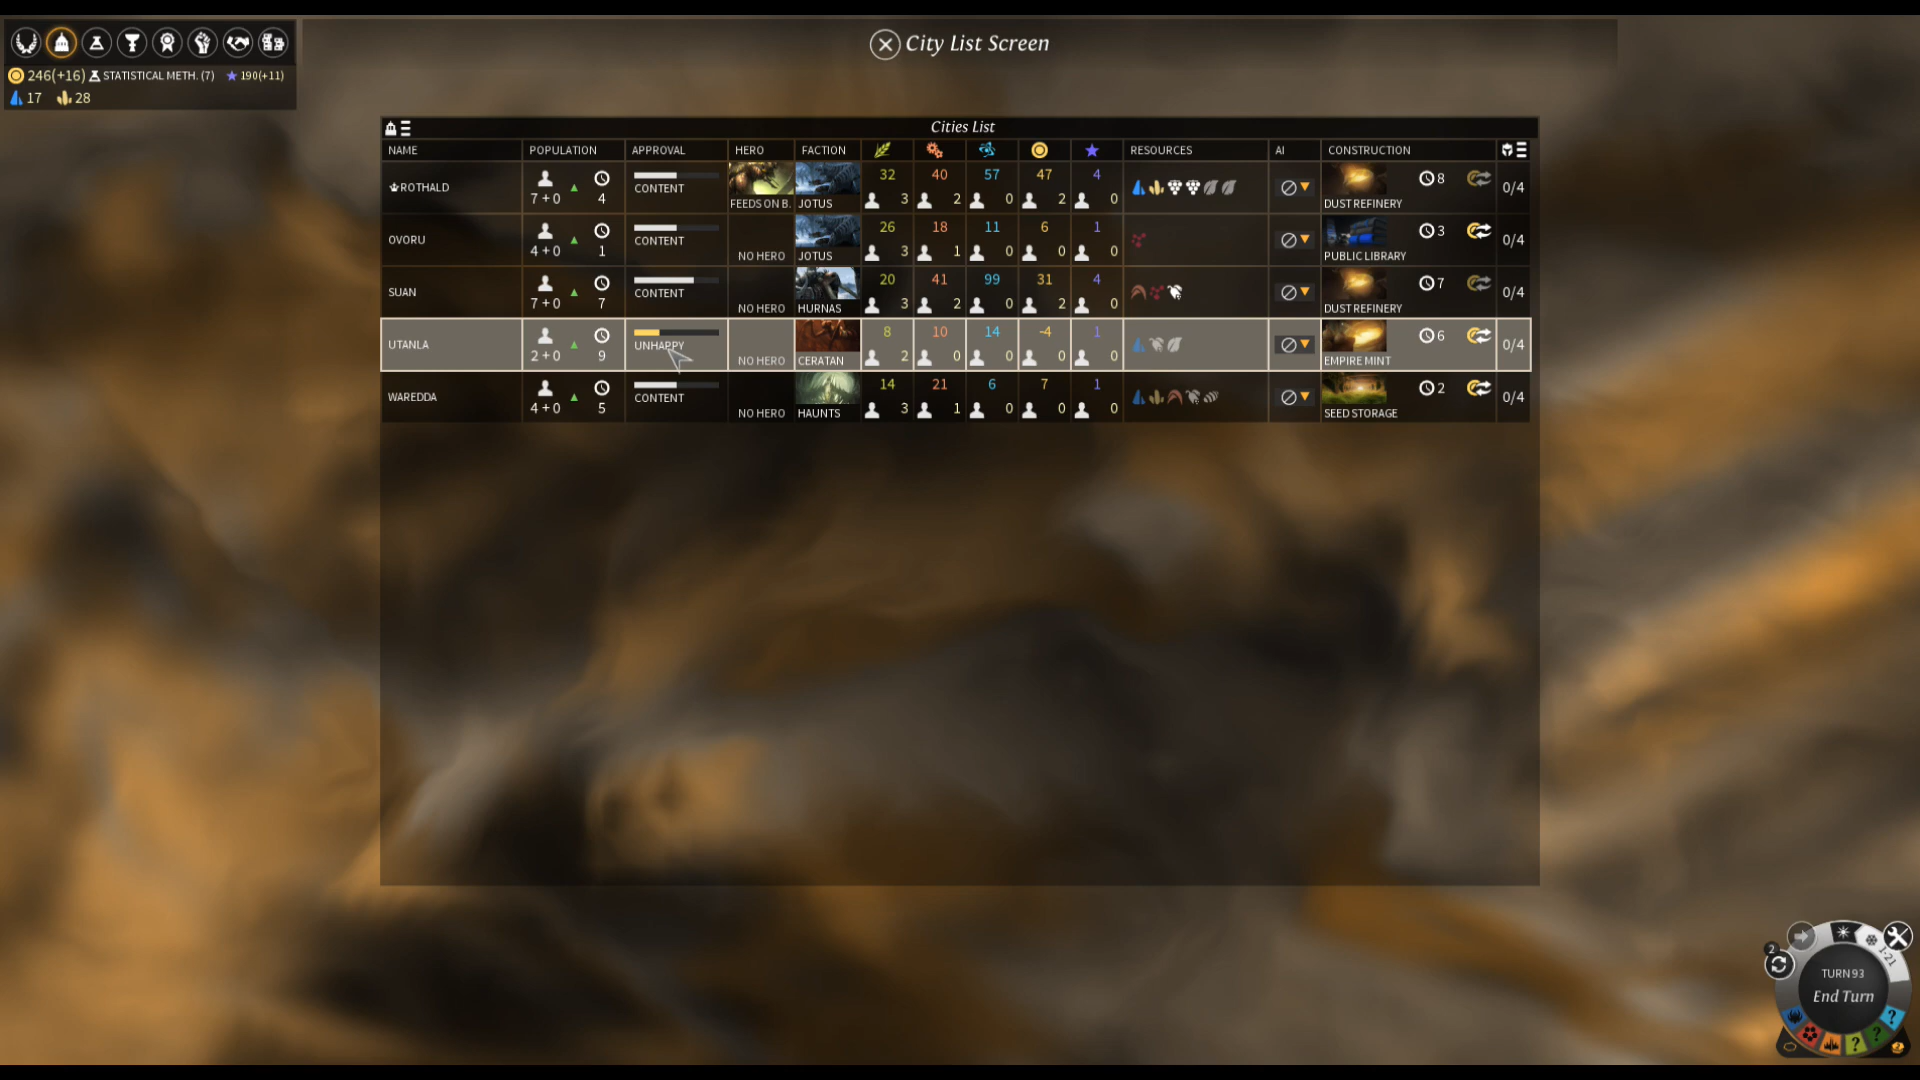 City List Screen
246(+16) STATISTICAL METH. (7) 190(+11)
17 28
Cities List
NAME POPULATION APPROVAL HERO FACTION RESOURCES AI CONSTRUCTION
ROTHALD 7 + 0 4 CONTENT FEEDS ON B. JOTUS 32 3 40 2 57 0 47 2 4 0 DUST REFINERY 8 0/4
OVORU 4 + 0 1 CONTENT NO HERO JOTUS 26 3 18 1 11 0 6 0 1 0 PUBLIC LIBRARY 3 0/4
SUAN 7 + 0 7 CONTENT NO HERO HURNAS 20 3 41 2 99 0 31 2 4 0 DUST REFINERY 7 0/4
UTANLA 2 + 0 9 UNHAPPY NO HERO CERATAN 8 2 10 0 14 0 -4 0 1 0 EMPIRE MINT 6 0/4
WAREDDA 4 + 0 5 CONTENT NO HERO HAUNTS 14 3 21 1 6 0 7 0 1 0 SEED STORAGE 2 0/4
2
1-21
TURN 93
End Turn
? ? ?